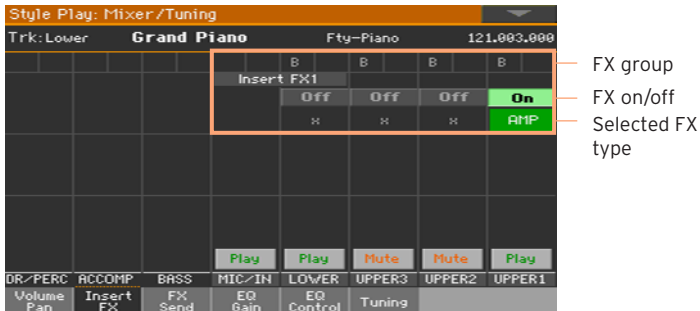 Style Play: Mixer/Tuning
Trk:Lower Grand Piano Fty-Piano 121.003.000
B B B B FX group
Insert FX1
Off Off Off On FX on/off
x x x AMP Selected FX
type
Play Play Mute Mute Play
DR/PERC ACCOMP BASS MIC/IN LOWER UPPER3 UPPER2 UPPER1
Volume Insert FX EQ EQ Tuning
Pan FX Send Gain Control